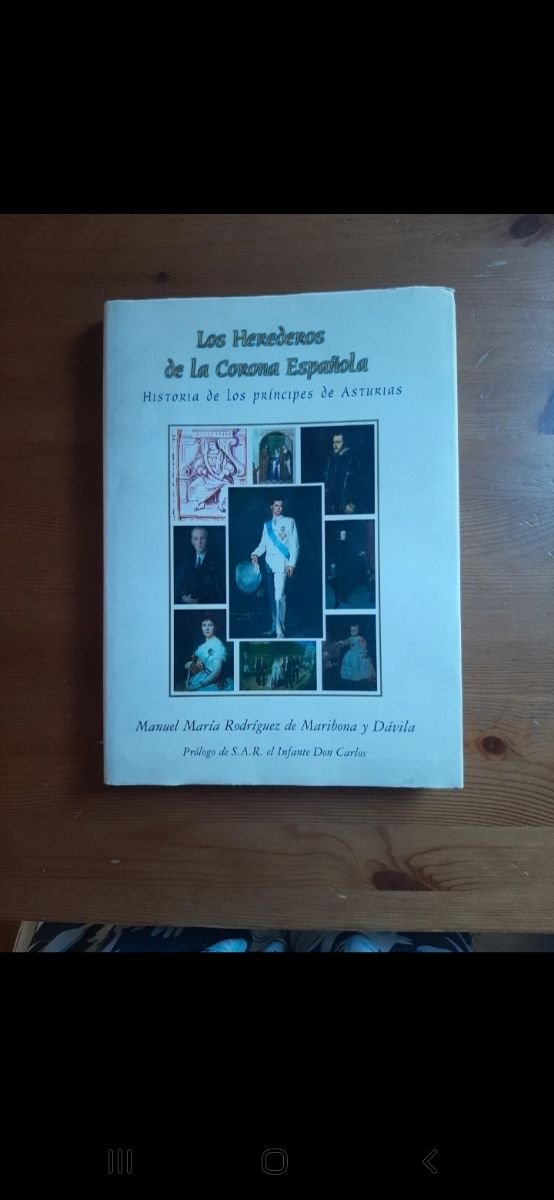 Los Herederos
de la Corona Española
Historia de los príncipes de Asturias
Manuel María Rodríguez de Maribona y Dávila
Prólogo de S.A.R. el Infante Don Carlos